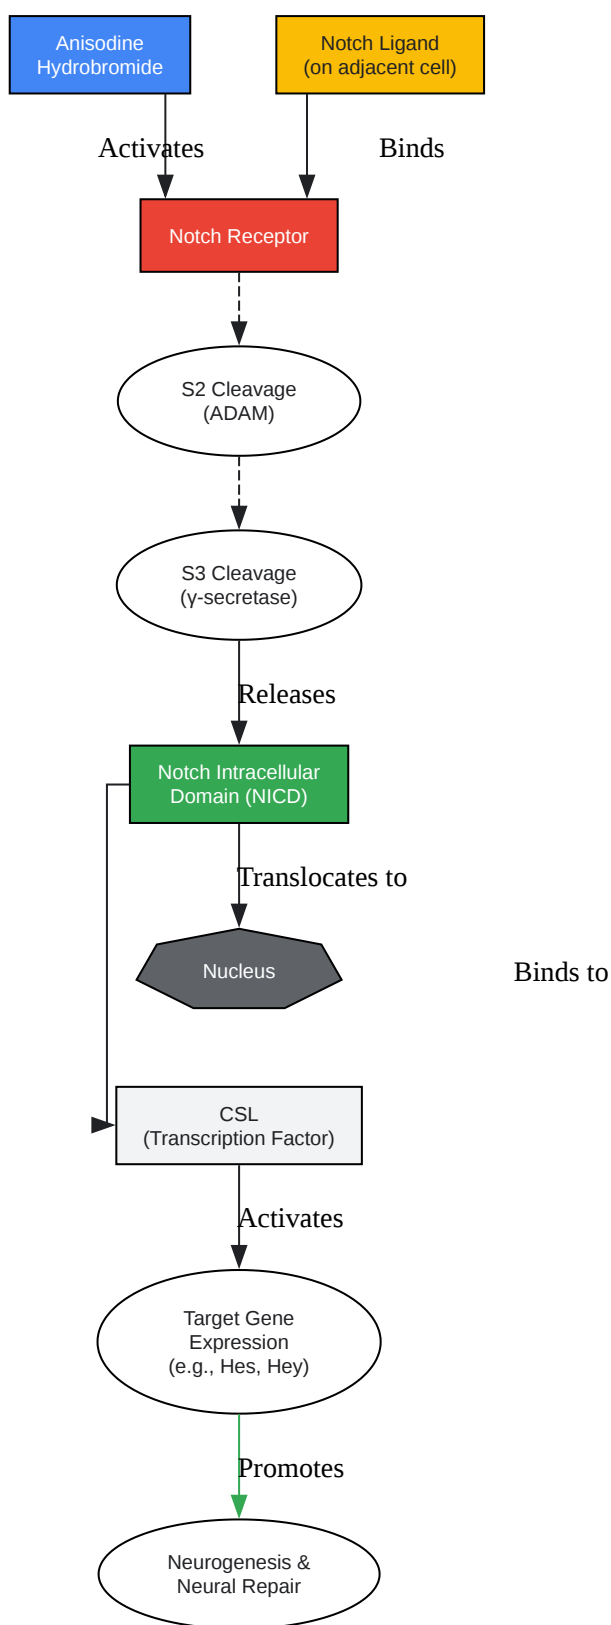 Anisodine
Hydrobromide
Notch Ligand
(on adjacent cell)
Activates
Binds
Notch Receptor
S2 Cleavage
(ADAM)
S3 Cleavage
(γ-secretase)
Releases
Notch Intracellular
Domain (NICD)
Translocates to
Nucleus
Binds to
CSL
(Transcription Factor)
Activates
Target Gene
Expression
(e.g., Hes, Hey)
Promotes
Neurogenesis &
Neural Repair